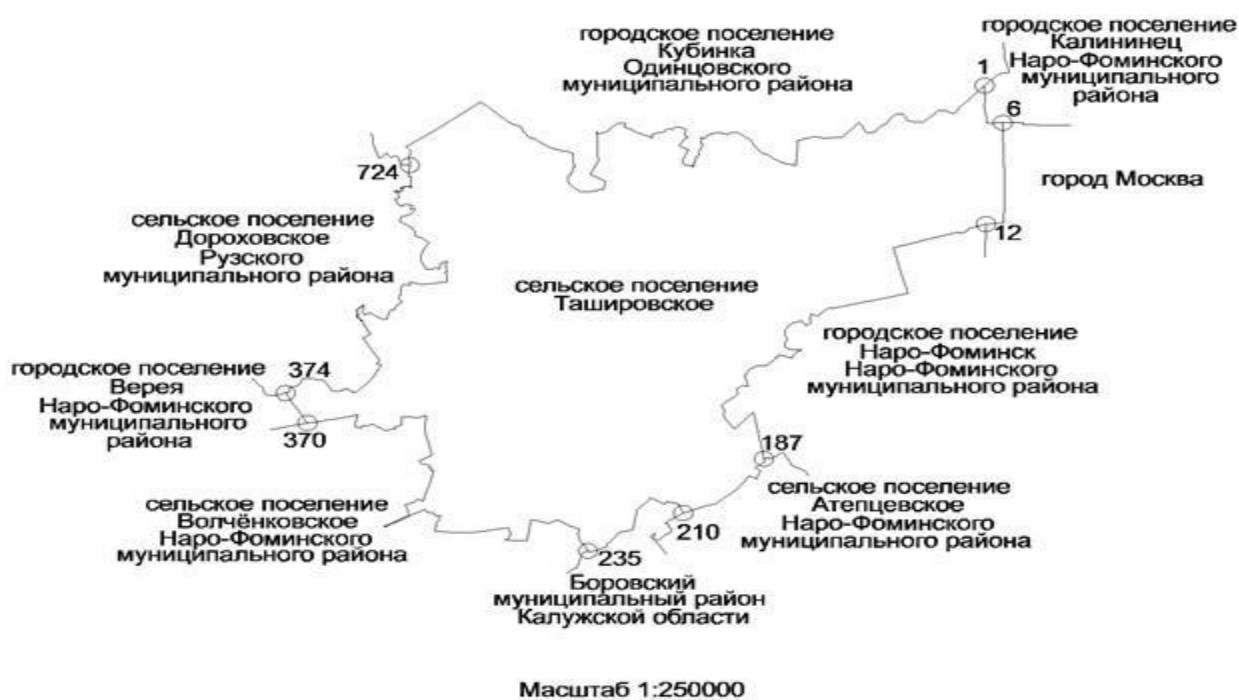 городское поселение
Кубинка
Одинцовского
муниципального района
городское поселение
Калининец
Наро-Фоминского
муниципального
района
1
6
724
город Москва
12
сельское поселение
Дороховское
Рузского
муниципального района
сельское поселение
Ташировское
городское поселение
Наро-Фоминск
Наро-Фоминского
муниципального района
городское поселение
Верея
Наро-Фоминского
муниципального
района
374
370
187
сельское поселение
Волчёнковское
Наро-Фоминского
муниципального района
сельское поселение
Атепцевское
Наро-Фоминского
муниципального района
210
235
Боровский
муниципальный район
Калужской области
Масштаб 1:250000